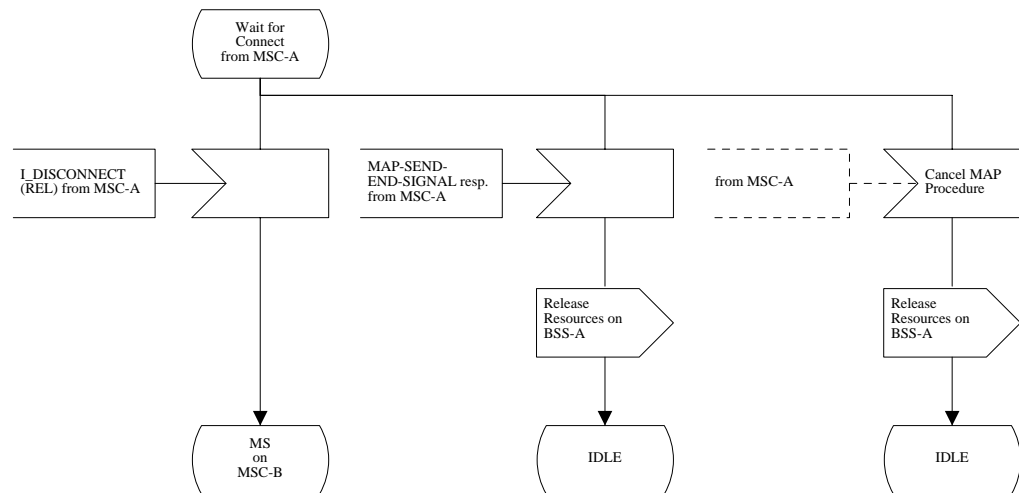 Wait for
Connect
from MSC-A
I_DISCONNECT
(REL) from MSC-A
MAP-SEND-
END-SIGNAL resp.
from MSC-A
from MSC-A
Cancel MAP
Procedure
Release
Resources on
BSS-A
Release
Resources on
BSS-A
MS
on
MSC-B
IDLE
IDLE